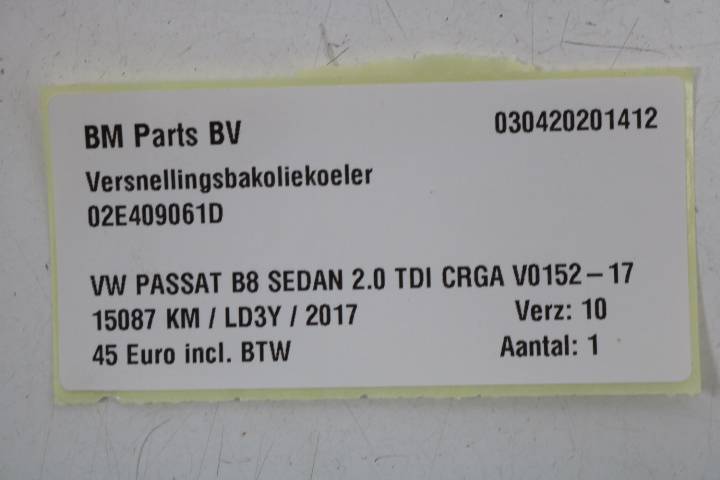 BM Parts BV 030420201412
Versnellingsbakoliekoeler
02E409061D
VW PASSAT B8 SEDAN 2.0 TDI CRGA V0152-17
15087 KM / LD3Y / 2017 Verz: 10
45 Euro incl. BTW Aantal: 1